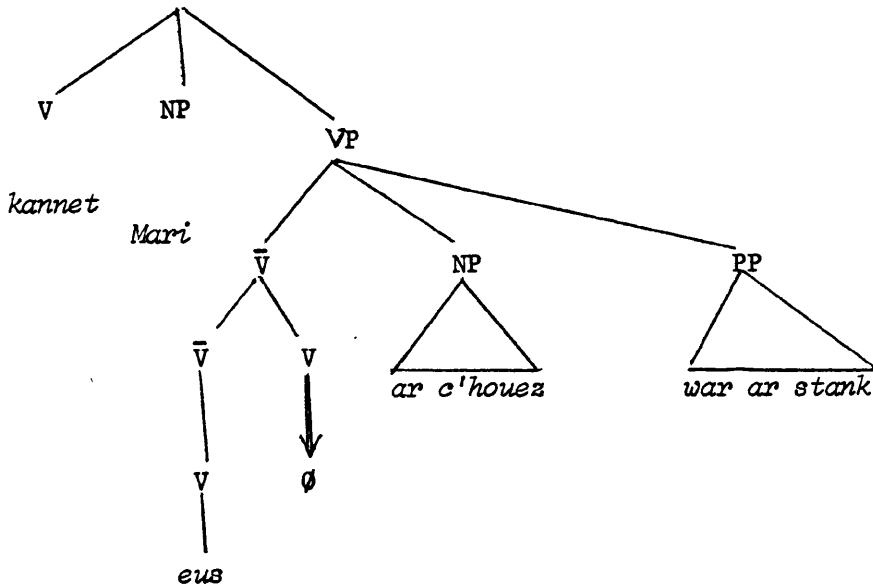 V NP
VP
kannet
Mari
V̄ NP PP
V̄ V
ar c'houez war ar stank
V Ø
eus